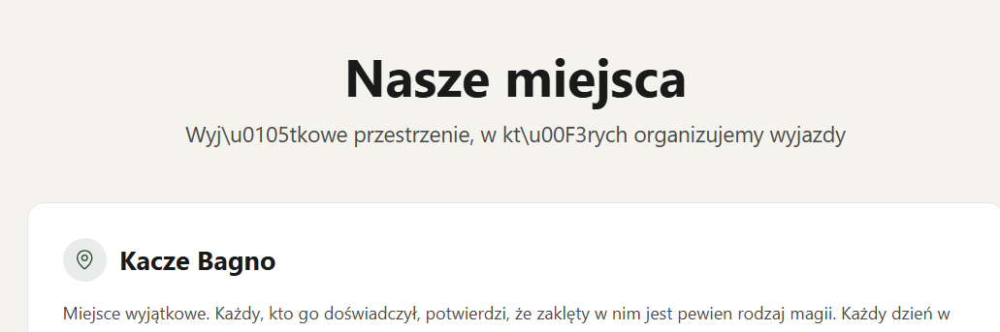 Nasze miejsca
Wyj\u0105tkowe przestrzenie, w kt\u00F3rych organizujemy wyjazdy
Kacze Bagno
Miejsce wyjątkowe. Każdy, kto go doświadczył, potwierdzi, że zaklęty w nim jest pewien rodzaj magii. Każdy dzień w